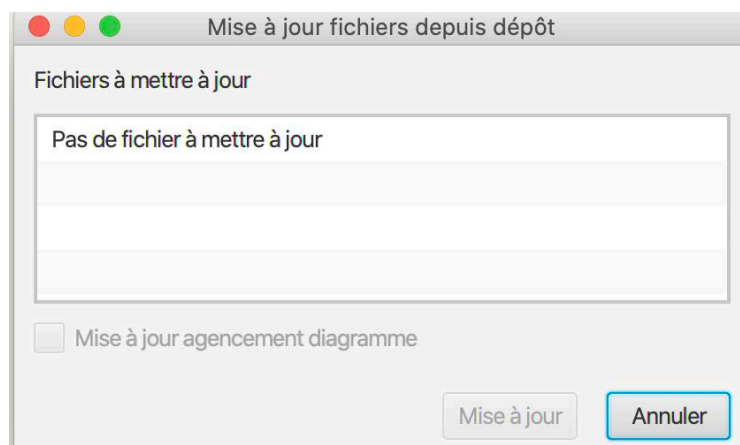 Mise à jour fichiers depuis dépôt
Fichiers à mettre à jour
Pas de fichier à mettre à jour
Mise à jour agencement diagramme
Mise à jour
Annuler